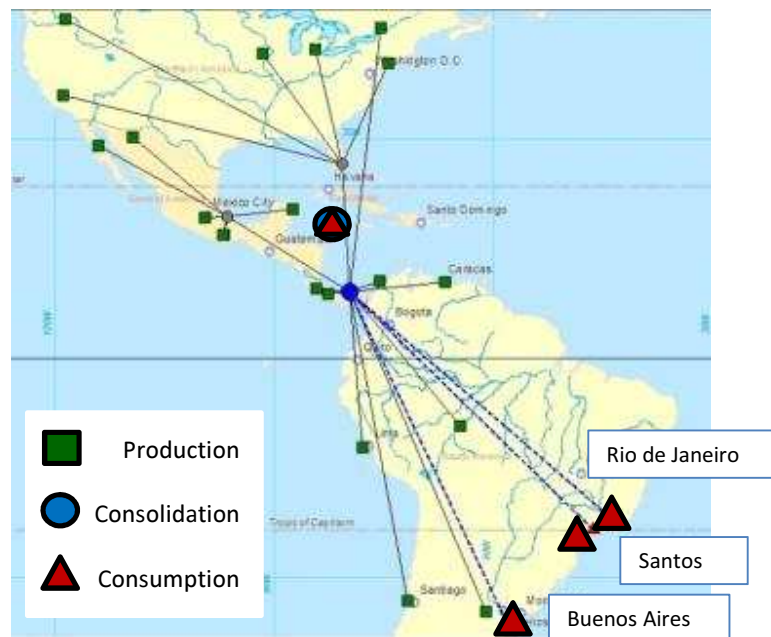 Washington D.C.
Havana
Mexico City
Santo Domingo
Guatem
Caracas
Bogota
Quito
Lima
Rio de Janeiro
Production
Consolidation
Tropic of Capricorn
Santos
Consumption
Santiago
Buenos Aires